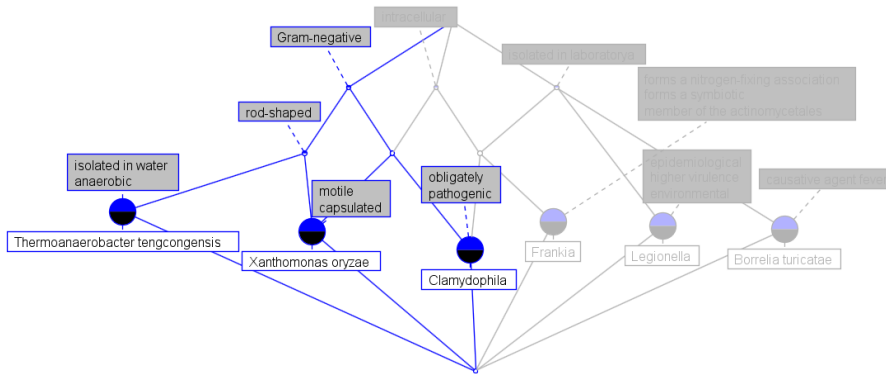 intracellular
Gram-negative
isolated in laboratorya
forms a nitrogen-fixing association
forms a symbiotic
member of the actinomycetales
rod-shaped
isolated in water
anaerobic
motile
capsulated
obligately
pathogenic
epidemiological
higher virulence
environmental
causative agent fever
Thermoanaerobacter tengcongensis
Xanthomonas oryzae
Clamydophila
Frankia
Legionella
Borrelia turicatae